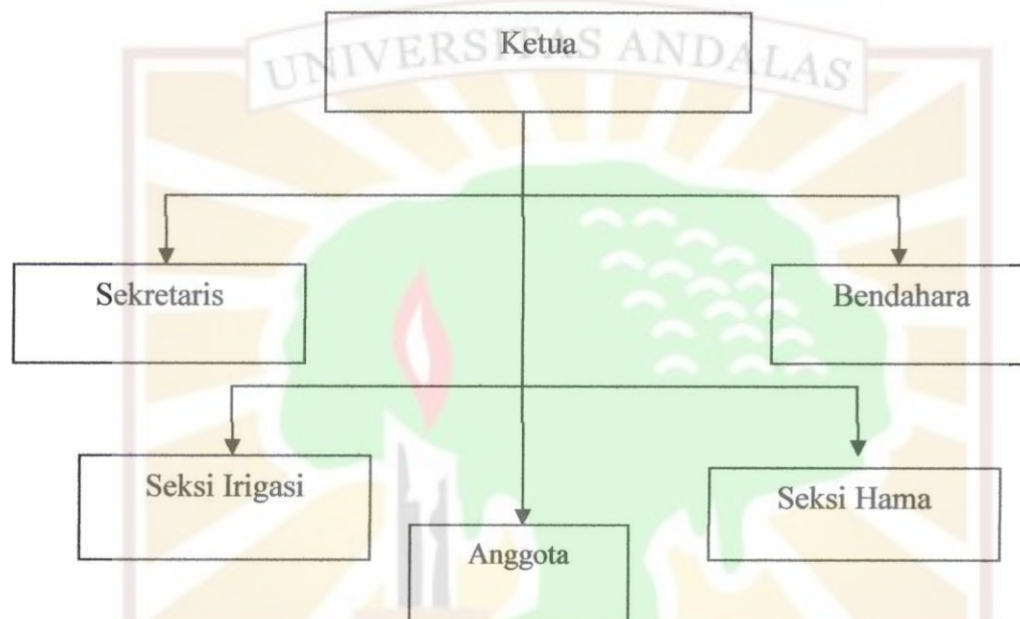 UNIVERSITAS ANDALAS
Ketua
Sekretaris
Bendahara
Seksi Irigasi
Seksi Hama
Anggota